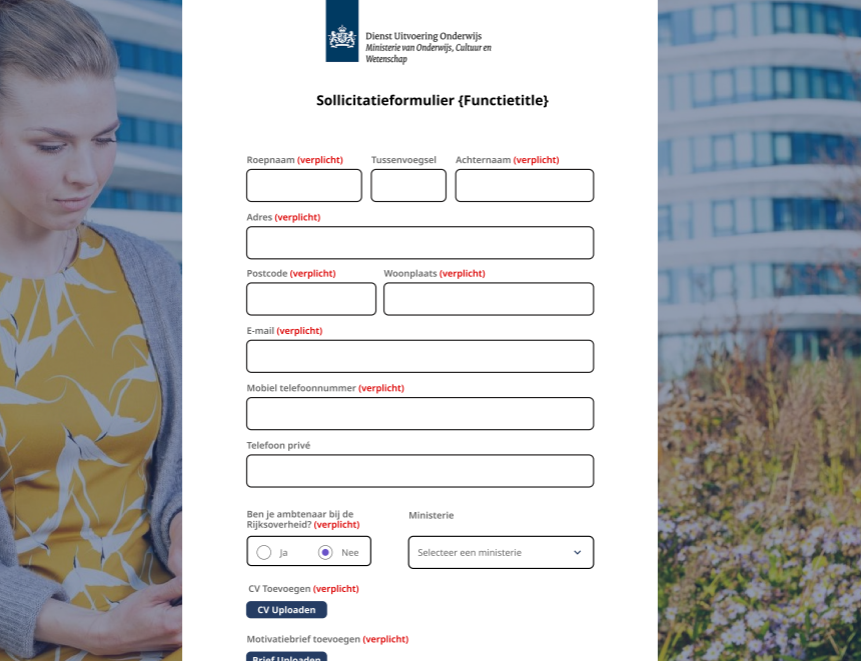 Dienst Uitvoering Onderwijs
Ministerie van Onderwijs, Cultuur en
Wetenschap
Sollicitatieformulier {Functietitle}
Roepnaam (verplicht) Tussenvoegsel Achternaam (verplicht)
Adres (verplicht)
Postcode (verplicht) Woonplaats (verplicht)
E-mail (verplicht)
Mobiel telefoonnummer (verplicht)
Telefoon privé
Ben je ambtenaar bij de
Rijksoverheid? (verplicht)
Ministerie
Ja Nee
Selecteer een ministerie
CV Toevoegen (verplicht)
CV Uploaden
Motivatiebrief toevoegen (verplicht)
Brief Uploaden